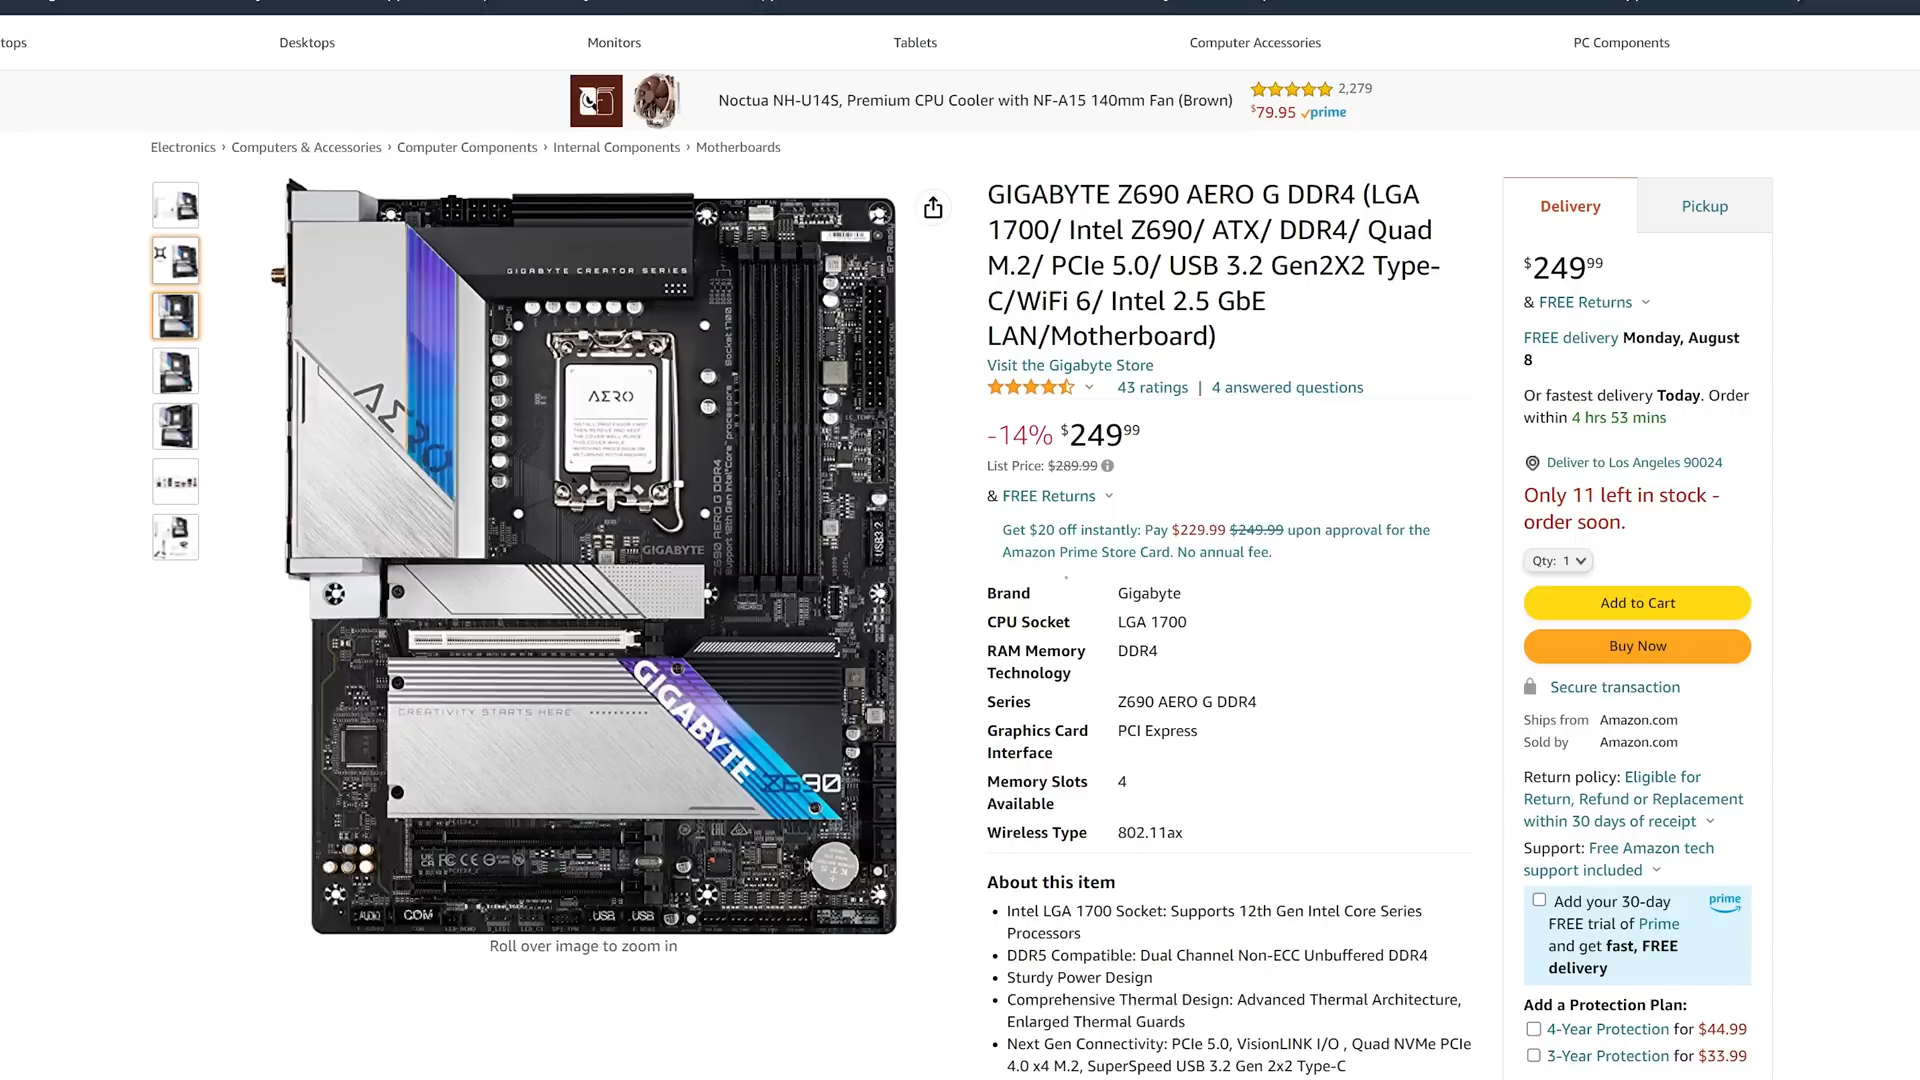 tops
Desktops
Monitors
Tablets
Computer Accessories
PC Components
Noctua NH-U14S, Premium CPU Cooler with NF-A15 140mm Fan (Brown)
2,279
$79.95 prime
Electronics › Computers & Accessories › Computer Components › Internal Components › Motherboards
GIGABYTE CREATOR SERIES
HDMI
AERO
AERO
Socket 1700
Z690 AERO G DDR4
GIGABYTE
USB3.2
CREATIVITY STARTS HERE
GIGABYTE
Z690
FC CE
AUDIO
COM
USB
USB
Roll over image to zoom in
GIGABYTE Z690 AERO G DDR4 (LGA
1700/ Intel Z690/ ATX/ DDR4/ Quad
M.2/ PCIe 5.0/ USB 3.2 Gen2X2 Type-
C/WiFi 6/ Intel 2.5 GbE
LAN/Motherboard)
Visit the Gigabyte Store
43 ratings | 4 answered questions
-14% $249 99
List Price: $289.99
& FREE Returns
Get $20 off instantly: Pay $229.99 $249.99 upon approval for the
Amazon Prime Store Card. No annual fee.
Brand Gigabyte
CPU Socket LGA 1700
RAM Memory DDR4
Technology
Series Z690 AERO G DDR4
Graphics Card PCI Express
Interface
Memory Slots 4
Available
Wireless Type 802.11ax
About this item
• Intel LGA 1700 Socket: Supports 12th Gen Intel Core Series
Processors
• DDR5 Compatible: Dual Channel Non-ECC Unbuffered DDR4
• Sturdy Power Design
• Comprehensive Thermal Design: Advanced Thermal Architecture,
Enlarged Thermal Guards
• Next Gen Connectivity: PCIe 5.0, VisionLINK I/O , Quad NVMe PCIe
4.0 x4 M.2, SuperSpeed USB 3.2 Gen 2x2 Type-C
Delivery
Pickup
$249 99
& FREE Returns
FREE delivery Monday, August
8
Or fastest delivery Today. Order
within 4 hrs 53 mins
Deliver to Los Angeles 90024
Only 11 left in stock -
order soon.
Qty: 1
Add to Cart
Buy Now
Secure transaction
Ships from Amazon.com
Sold by Amazon.com
Return policy: Eligible for
Return, Refund or Replacement
within 30 days of receipt
Support: Free Amazon tech
support included
Add your 30-day
prime
FREE trial of Prime
and get fast, FREE
delivery
Add a Protection Plan:
4-Year Protection for $44.99
3-Year Protection for $33.99